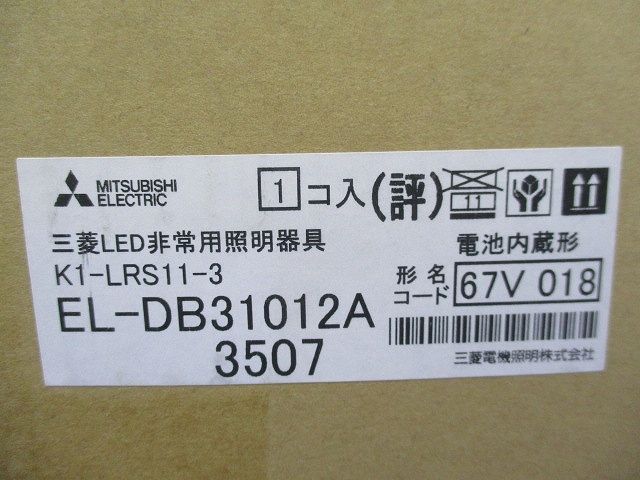 MITSUBISHI
ELECTRIC
1コ入(評)
11
三菱LED非常用照明器具
電池内蔵形
K1-LRS11-3
形名
コード
67V 018
EL-DB31012A
3507
三菱電機照明株式会社